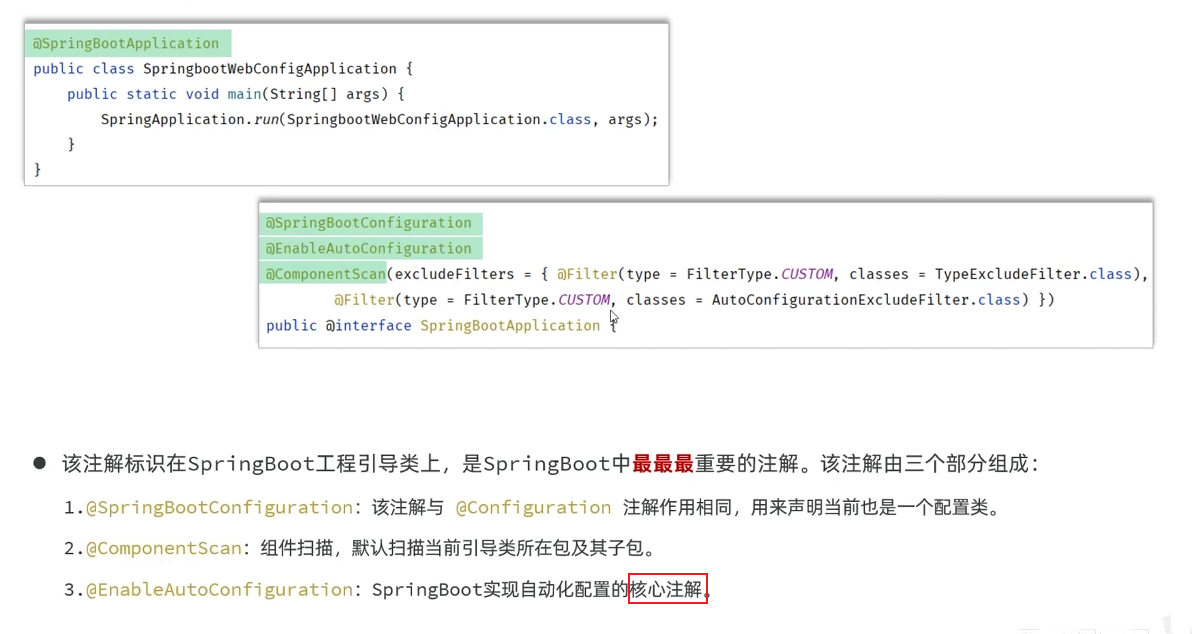 @SpringBootApplication
public class SpringbootWebConfigApplication {
    public static void main(String[] args) {
        SpringApplication.run(SpringbootWebConfigApplication.class, args);
    }
}
@SpringBootConfiguration
@EnableAutoConfiguration
@ComponentScan(excludeFilters = { @Filter(type = FilterType.CUSTOM, classes = TypeExcludeFilter.class),
        @Filter(type = FilterType.CUSTOM, classes = AutoConfigurationExcludeFilter.class) })
public @interface SpringBootApplication {
● 该注解标识在SpringBoot工程引导类上，是SpringBoot中最最最重要的注解。该注解由三个部分组成：
1.@SpringBootConfiguration：该注解与 @Configuration 注解作用相同，用来声明当前也是一个配置类。
2.@ComponentScan：组件扫描，默认扫描当前引导类所在包及其子包。
3.@EnableAutoConfiguration：SpringBoot实现自动化配置的核心注解。